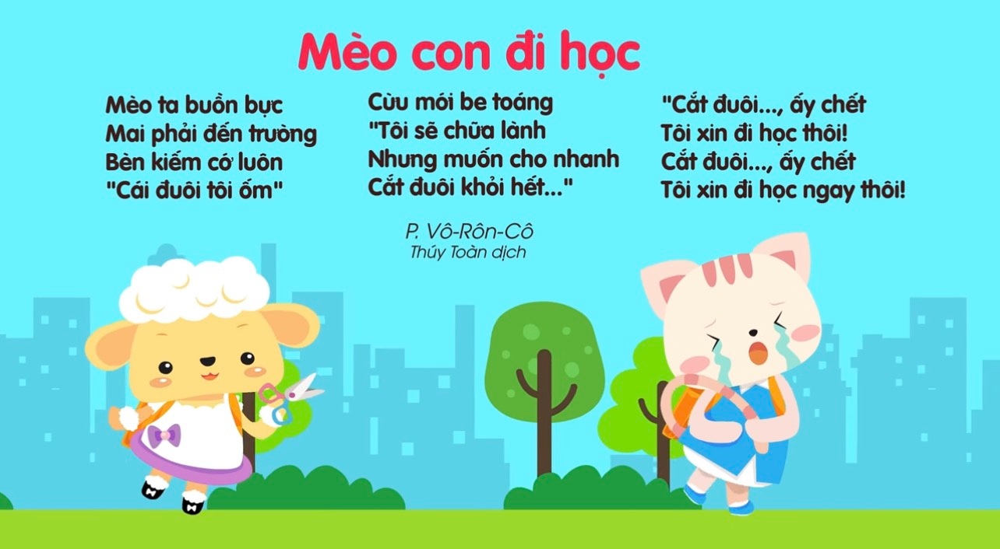 Mèo con đi học
Mèo ta buồn bực
Mai phải đến trường
Bèn kiếm cớ luôn
"Cái đuôi tôi ốm"
Cừu mới be toáng
"Tôi sẽ chữa lành
Nhưng muốn cho nhanh
Cắt đuôi khỏi hết..."
"Cắt đuôi..., ấy chết
Tôi xin đi học thôi!
Cắt đuôi..., ấy chết
Tôi xin đi học ngay thôi!
P. Vô-Rôn-Cô
Thúy Toàn dịch